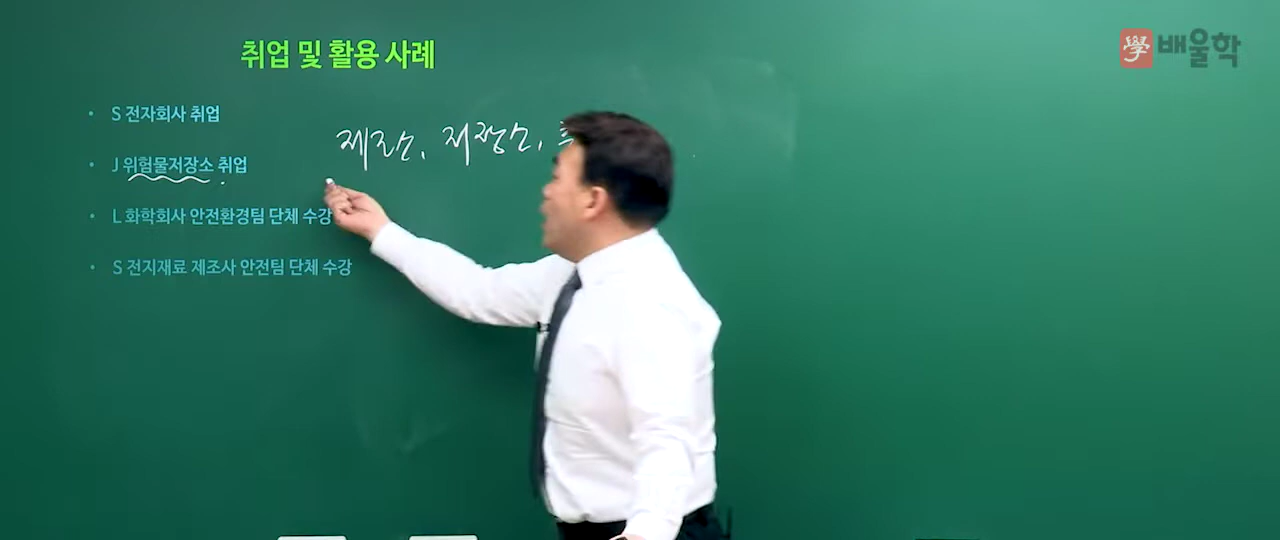 學 배울학
취업 및 활용 사례
• S 전자회사 취업
제조소, 저장소,
• J 위험물저장소 취업
• L 화학회사 안전환경팀 단체 수강
• S 전지재료 제조사 안전팀 단체 수강